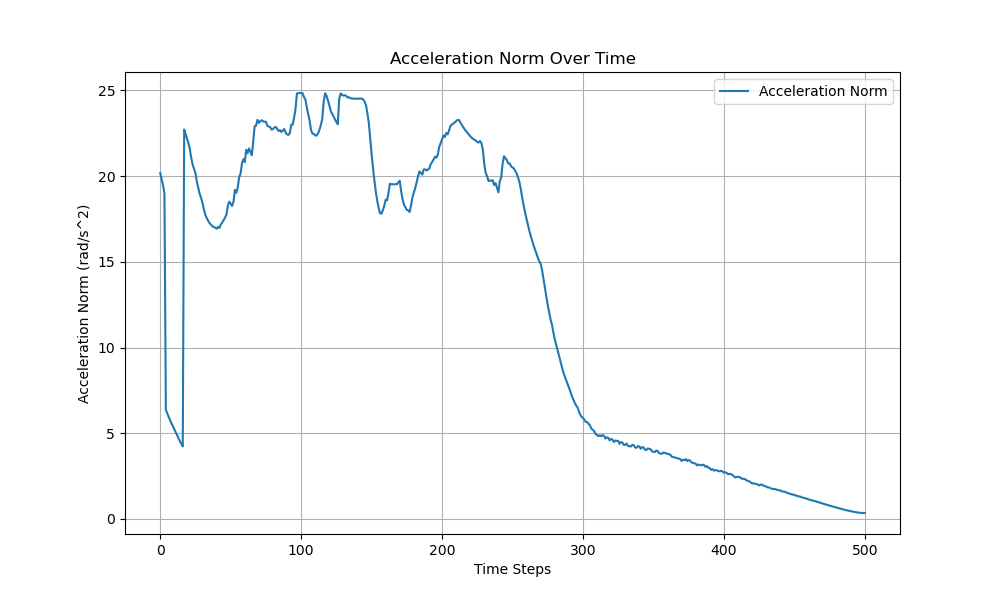 Acceleration Norm Over Time
Acceleration Norm
Acceleration Norm (rad/s^2)
25
20
15
10
5
0
0 100 200 300 400 500
Time Steps